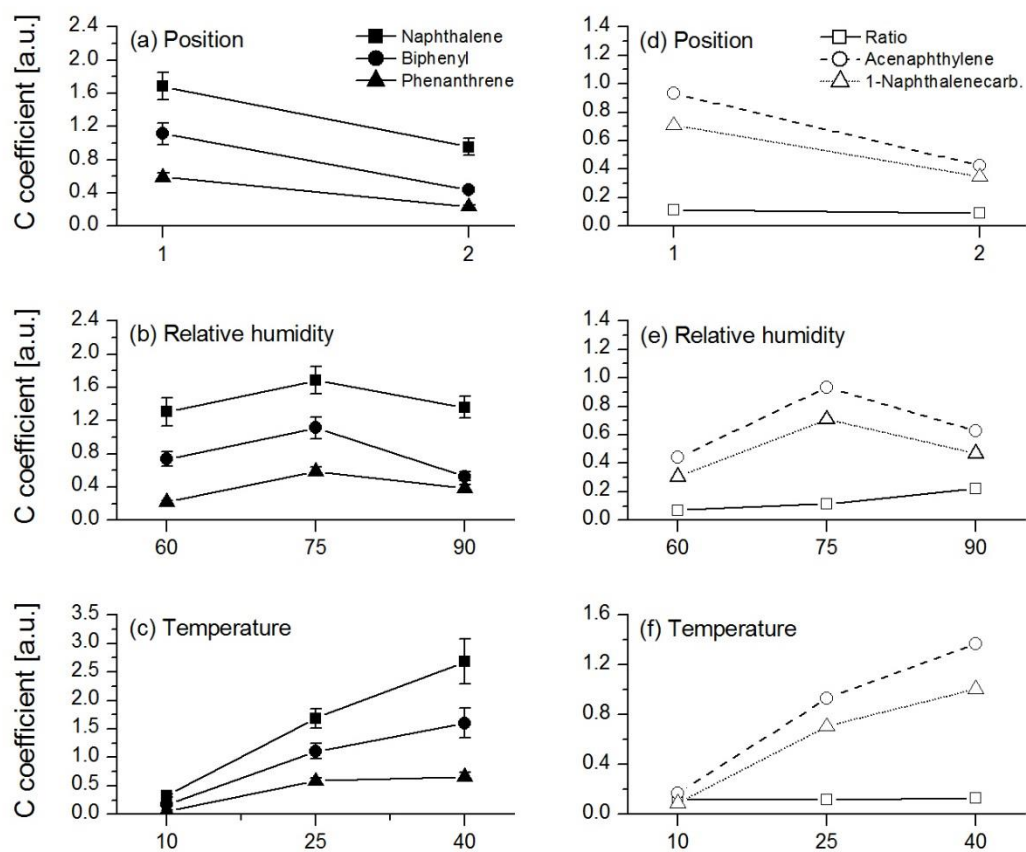 (a) Position
Naphthalene
Biphenyl
Phenanthrene
C coefficient [a.u.]
2.4
2.0
1.6
1.2
0.8
0.4
0.0
1 2
(d) Position
Ratio
Acenaphthylene
1-Naphthalenecarb.
1.4
1.2
1.0
0.8
0.6
0.4
0.2
0.0
1 2
(b) Relative humidity
C coefficient [a.u.]
2.4
2.0
1.6
1.2
0.8
0.4
0.0
60 75 90
(e) Relative humidity
1.4
1.2
1.0
0.8
0.6
0.4
0.2
0.0
60 75 90
(c) Temperature
C coefficient [a.u.]
3.5
3.0
2.5
2.0
1.5
1.0
0.5
0.0
10 25 40
(f) Temperature
1.6
1.2
0.8
0.4
0.0
10 25 40